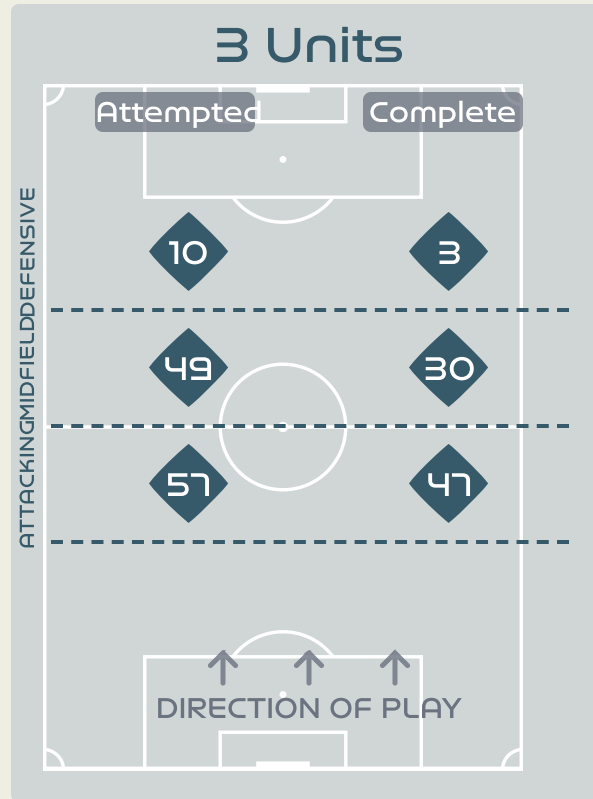 3 Units
Attempted Complete
10 3
49 30
57 47
ATTACKINGMIDFIELDDEFENSIVE
DIRECTION OF PLAY